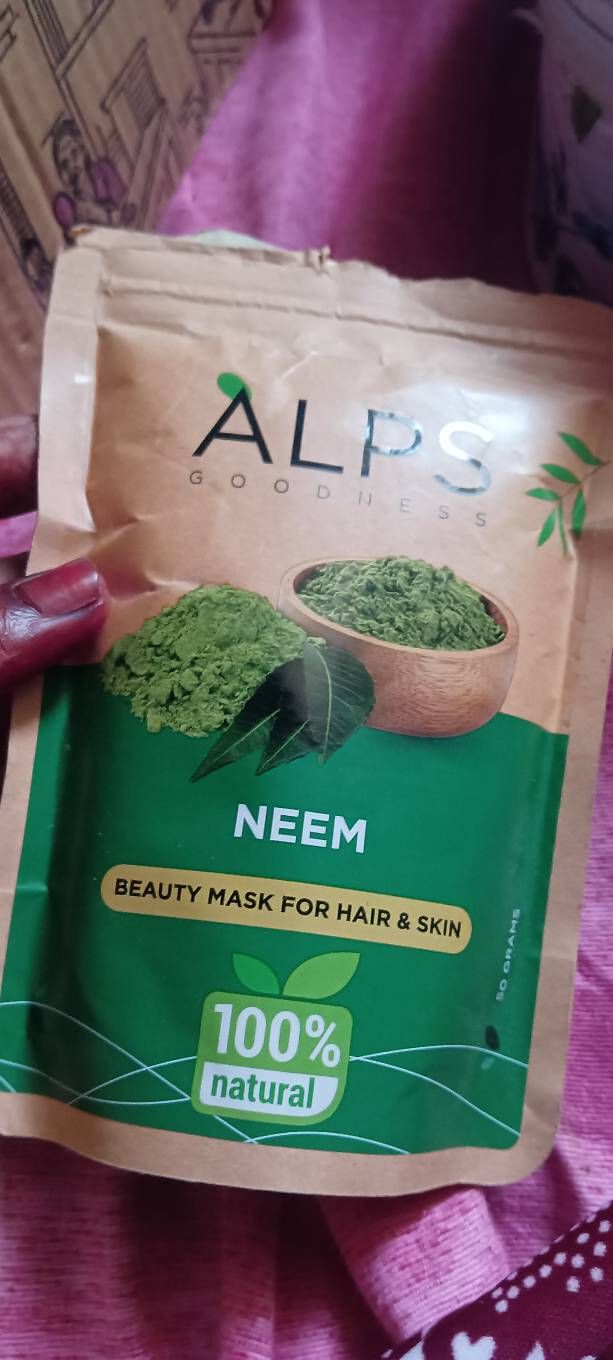 ALPS
GOODNESS
NEEM
BEAUTY MASK FOR HAIR & SKIN
50 GRAMS
100%
natural